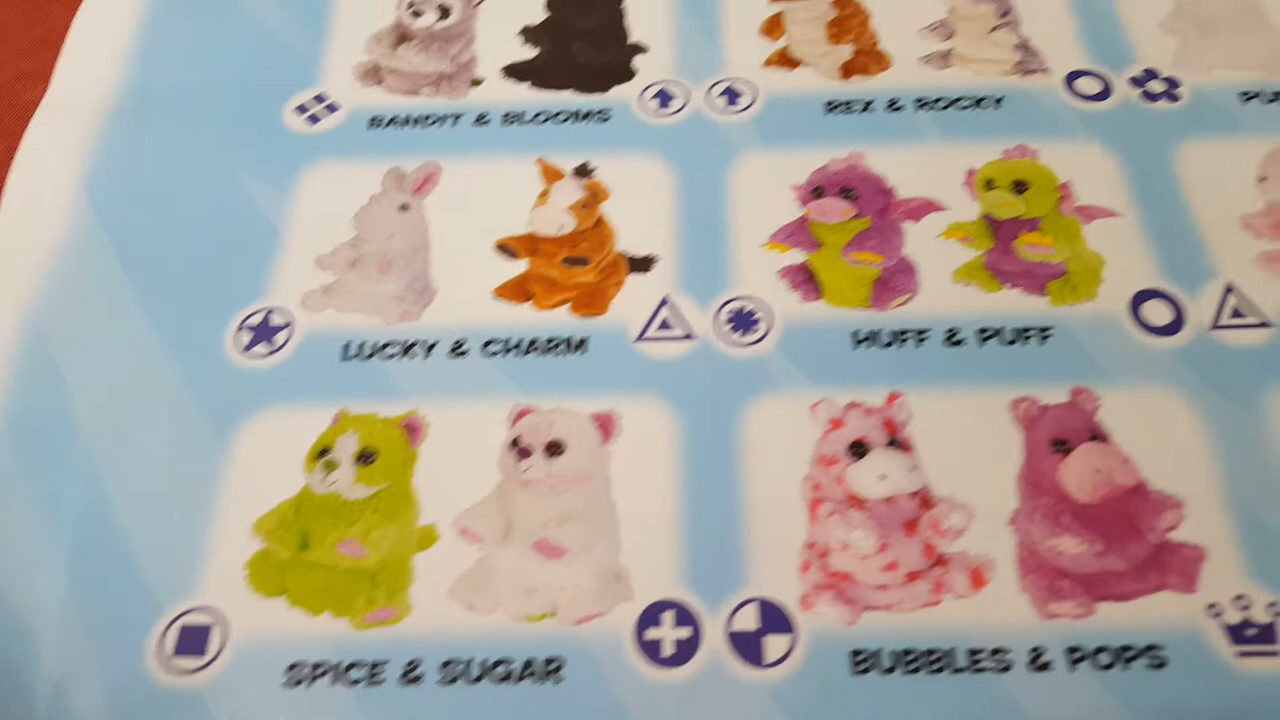 BANDIT & BLOOMS
REX & ROCKY
LUCKY & CHARM
HUFF & PUFF
SPICE & SUGAR
BUBBLES & POPS